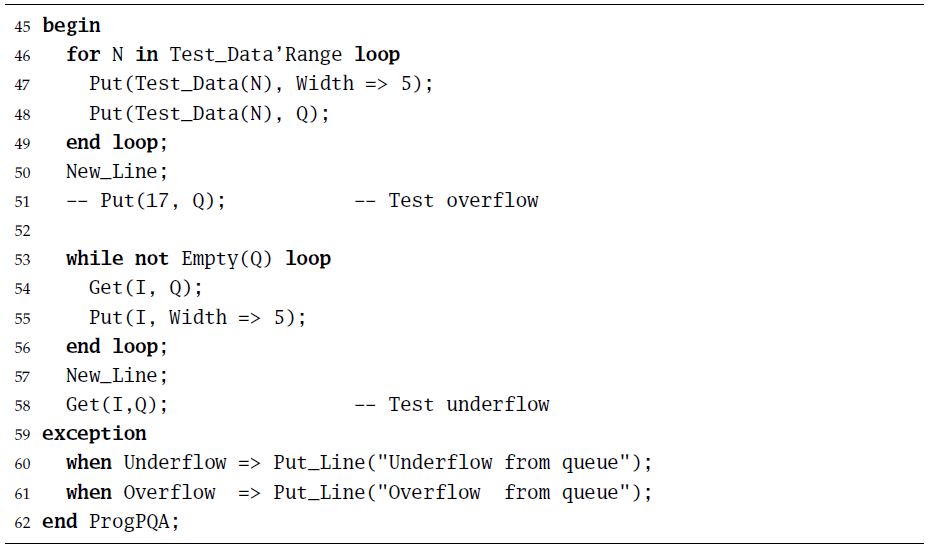 45 begin
46   for N in Test_Data'Range loop
47     Put(Test_Data(N), Width => 5);
48     Put(Test_Data(N), Q);
49   end loop;
50   New_Line;
51   -- Put(17, Q);           -- Test overflow
52
53   while not Empty(Q) loop
54     Get(I, Q);
55     Put(I, Width => 5);
56   end loop;
57   New_Line;
58   Get(I,Q);                -- Test underflow
59 exception
60   when Underflow => Put_Line("Underflow from queue");
61   when Overflow  => Put_Line("Overflow  from queue");
62 end ProgPQA;